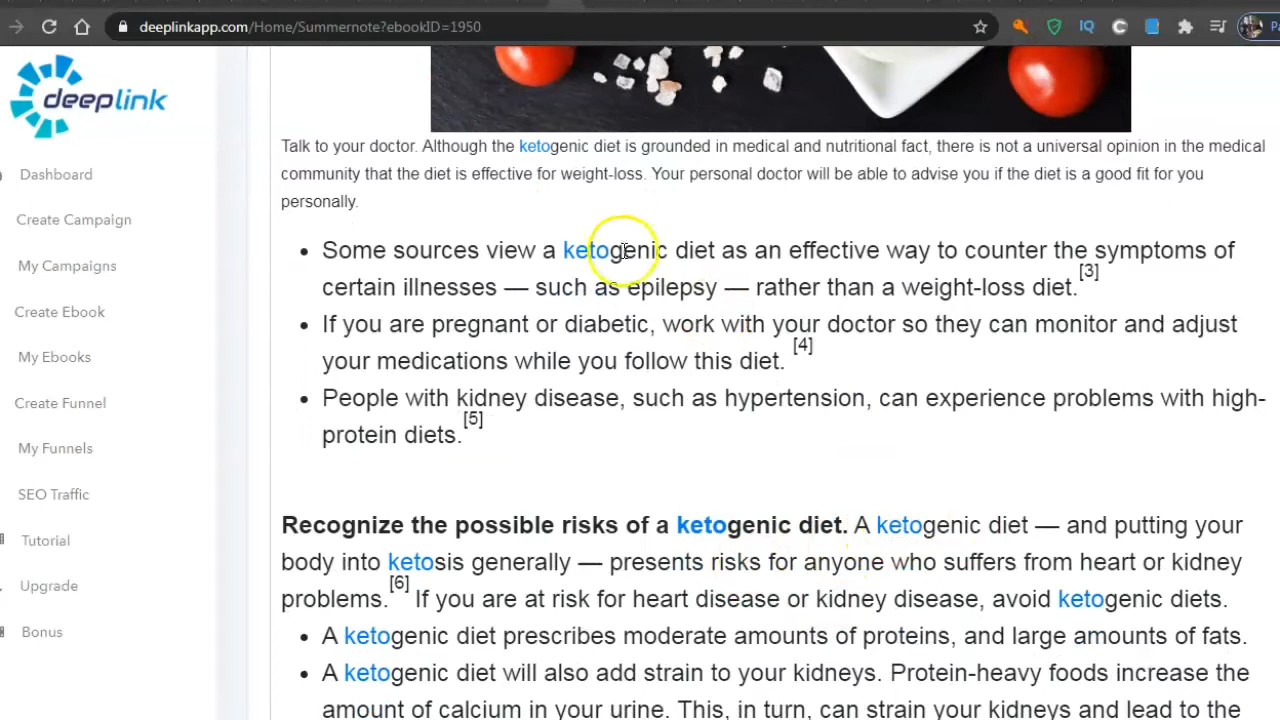 deeplinkapp.com/Home/Summernote?ebookID=1950
IQ
deeplink
Dashboard
Create Campaign
My Campaigns
Create Ebook
My Ebooks
Create Funnel
My Funnels
SEO Traffic
Tutorial
Upgrade
Bonus
Talk to your doctor. Although the ketogenic diet is grounded in medical and nutritional fact, there is not a universal opinion in the medical
community that the diet is effective for weight-loss. Your personal doctor will be able to advise you if the diet is a good fit for you
personally.
• Some sources view a ketogenic diet as an effective way to counter the symptoms of
certain illnesses — such as epilepsy — rather than a weight-loss diet.[3]
• If you are pregnant or diabetic, work with your doctor so they can monitor and adjust
your medications while you follow this diet. [4]
• People with kidney disease, such as hypertension, can experience problems with high-
protein diets.[5]
Recognize the possible risks of a ketogenic diet. A ketogenic diet — and putting your
body into ketosis generally — presents risks for anyone who suffers from heart or kidney
problems.[6] If you are at risk for heart disease or kidney disease, avoid ketogenic diets.
• A ketogenic diet prescribes moderate amounts of proteins, and large amounts of fats.
• A ketogenic diet will also add strain to your kidneys. Protein-heavy foods increase the
amount of calcium in your urine. This, in turn, can strain your kidneys and lead to the